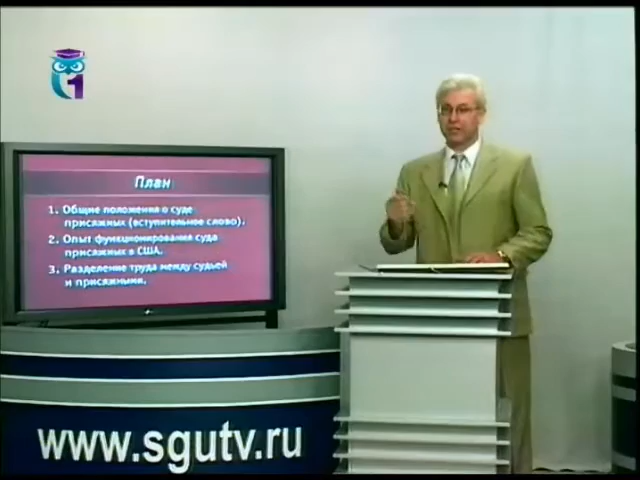 1
План
1. Общие положения о суде
присяжных (вступительное слово).
2. Опыт функционирования суда
присяжных в США.
3. Разделение труда между судьей
и присяжными.
www.sgutv.ru